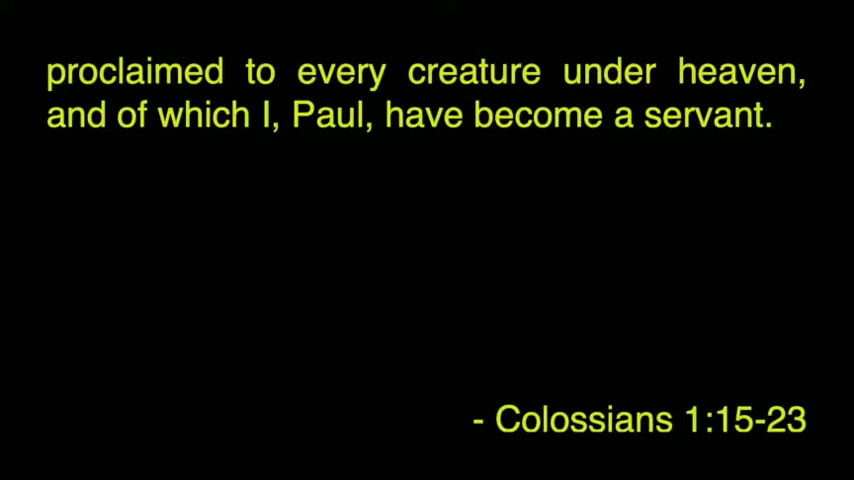 proclaimed to every creature under heaven,
and of which I, Paul, have become a servant.
- Colossians 1:15-23